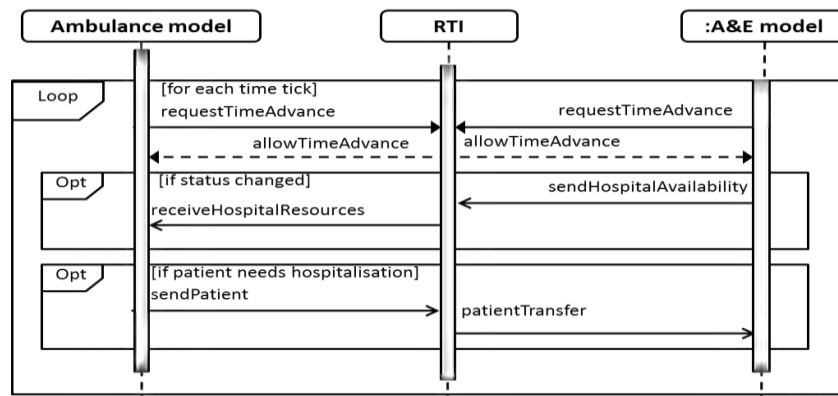 Ambulance model
RTI
:A&E model
Loop
[for each time tick]
requestTimeAdvance
requestTimeAdvance
allowTimeAdvance
allowTimeAdvance
Opt
[if status changed]
sendHospitalAvailability
receiveHospitalResources
Opt
[if patient needs hospitalisation]
sendPatient
patientTransfer